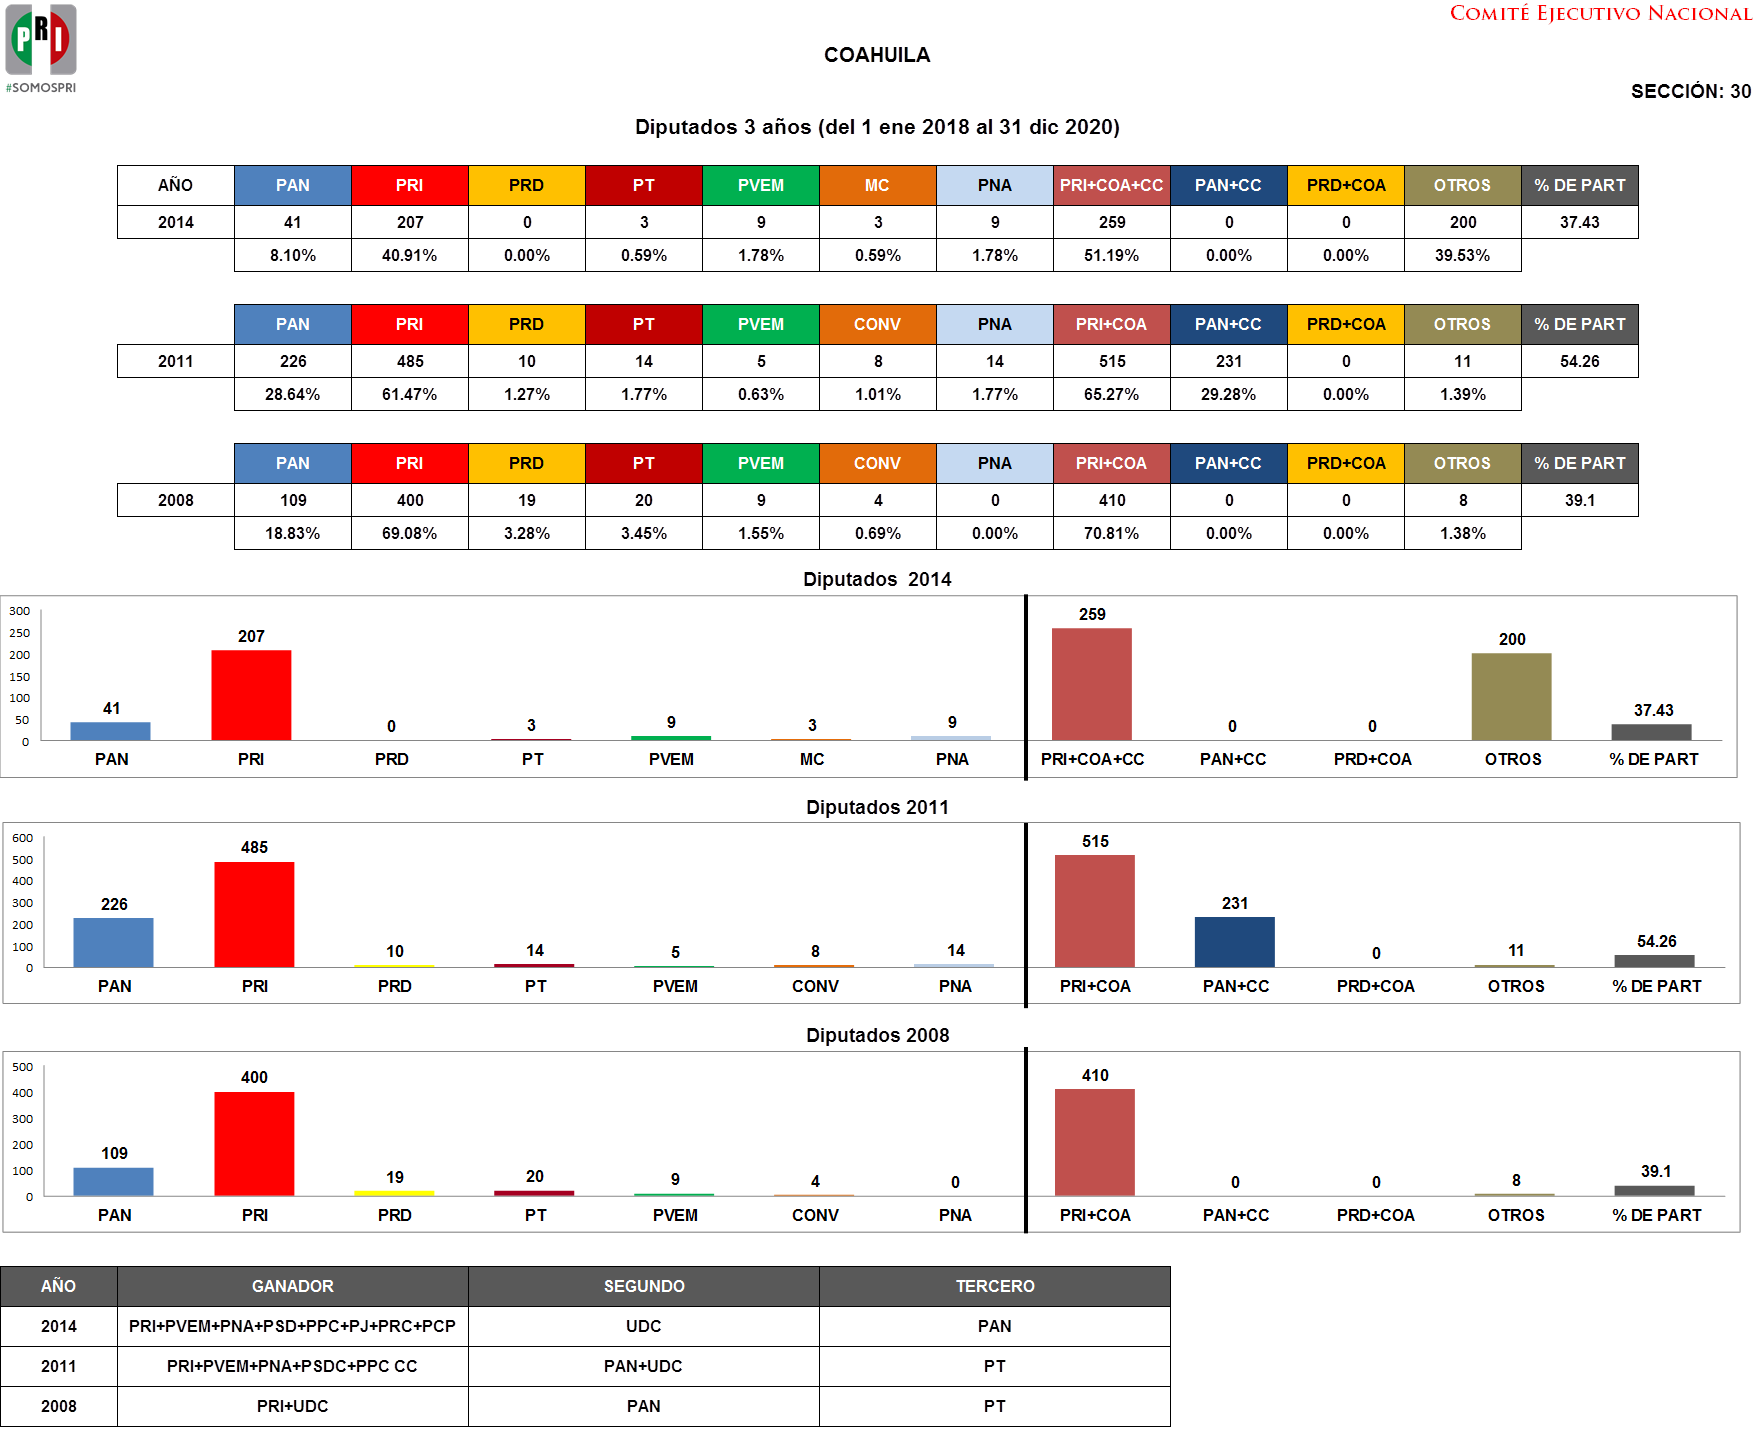 PRI
#SOMOSPRI
COMITÉ EJECUTIVO NACIONAL
COAHUILA
SECCIÓN: 30
Diputados 3 años (del 1 ene 2018 al 31 dic 2020)
AÑO PAN PRI PRD PT PVEM MC PNA PRI+COA+CC PAN+CC PRD+COA OTROS % DE PART
2014 41 207 0 3 9 3 9 259 0 0 200 37.43
8.10% 40.91% 0.00% 0.59% 1.78% 0.59% 1.78% 51.19% 0.00% 0.00% 39.53%
PAN PRI PRD PT PVEM CONV PNA PRI+COA PAN+CC PRD+COA OTROS % DE PART
2011 226 485 10 14 5 8 14 515 231 0 11 54.26
28.64% 61.47% 1.27% 1.77% 0.63% 1.01% 1.77% 65.27% 29.28% 0.00% 1.39%
PAN PRI PRD PT PVEM CONV PNA PRI+COA PAN+CC PRD+COA OTROS % DE PART
2008 109 400 19 20 9 4 0 410 0 0 8 39.1
18.83% 69.08% 3.28% 3.45% 1.55% 0.69% 0.00% 70.81% 0.00% 0.00% 1.38%
Diputados 2014
300
250
200
150
100
50
0
41 207 0 3 9 3 9 259 0 0 200 37.43
PAN PRI PRD PT PVEM MC PNA PRI+COA+CC PAN+CC PRD+COA OTROS % DE PART
Diputados 2011
600
500
400
300
200
100
0
226 485 10 14 5 8 14 515 231 0 11 54.26
PAN PRI PRD PT PVEM CONV PNA PRI+COA PAN+CC PRD+COA OTROS % DE PART
Diputados 2008
500
400
300
200
100
0
109 400 19 20 9 4 0 410 0 0 8 39.1
PAN PRI PRD PT PVEM CONV PNA PRI+COA PAN+CC PRD+COA OTROS % DE PART
AÑO GANADOR SEGUNDO TERCERO
2014 PRI+PVEM+PNA+PSD+PPC+PJ+PRC+PCP UDC PAN
2011 PRI+PVEM+PNA+PSDC+PPC CC PAN+UDC PT
2008 PRI+UDC PAN PT